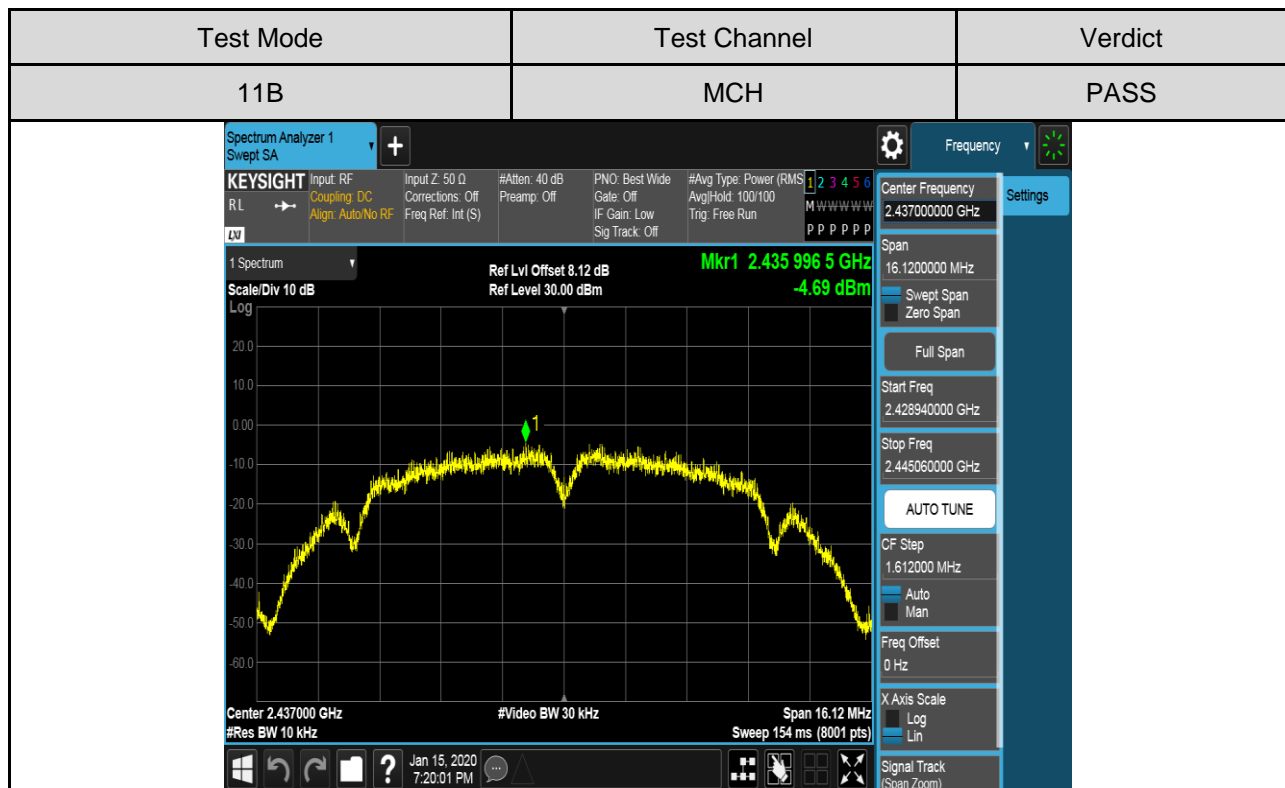 Test Mode Test Channel Verdict
11B MCH PASS
Spectrum Analyzer 1
Swept SA
+
Frequency
KEYSIGHT
RL
LXI
Input: RF
Coupling: DC
Align: Auto/No RF
Input Z: 50 Ω
Corrections: Off
Freq Ref: Int (S)
#Atten: 40 dB
Preamp: Off
PNO: Best Wide
Gate: Off
IF Gain: Low
Sig Track: Off
#Avg Type: Power (RMS
Avg|Hold: 100/100
Trig: Free Run
1 2 3 4 5 6
M W W W W W
P P P P P P
1 Spectrum
Scale/Div 10 dB
Ref Lvl Offset 8.12 dB
Ref Level 30.00 dBm
Mkr1 2.435 996 5 GHz
-4.69 dBm
Log
20.0
10.0
0.00
-10.0
-20.0
-30.0
-40.0
-50.0
-60.0
1
Center 2.437000 GHz
#Res BW 10 kHz
#Video BW 30 kHz
Span 16.12 MHz
Sweep 154 ms (8001 pts)
?
Jan 15, 2020
7:20:01 PM
Center Frequency
2.437000000 GHz
Settings
Span
16.1200000 MHz
Swept Span
Zero Span
Full Span
Start Freq
2.428940000 GHz
Stop Freq
2.445060000 GHz
AUTO TUNE
CF Step
1.612000 MHz
Auto
Man
Freq Offset
0 Hz
X Axis Scale
Log
Lin
Signal Track
(Span Zoom)